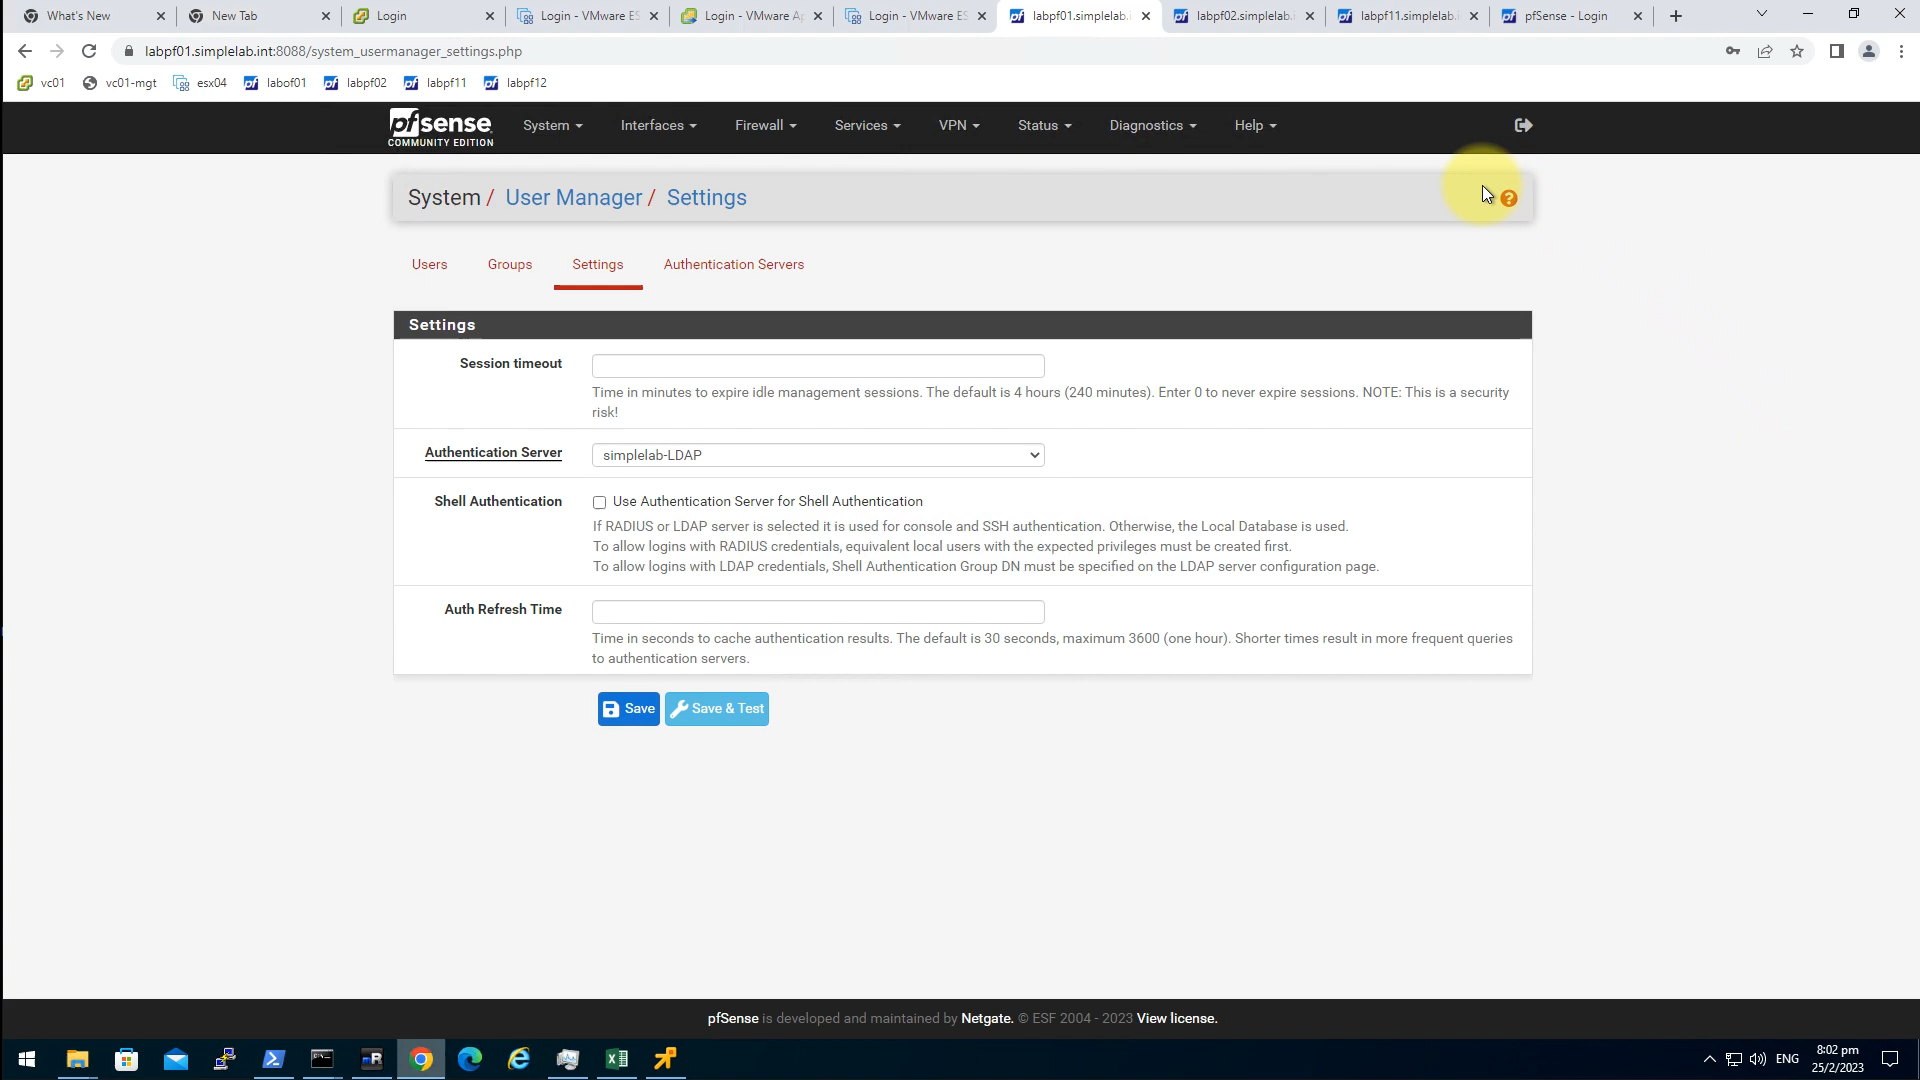 What's New
New Tab
Login
Login - VMware ES
Login - VMware Ap
Login - VMware ES
labpf01.simplelab.i
labpf02.simplelab.
labpf11.simplelab.
pfSense - Login
labpf01.simplelab.int:8088/system_usermanager_settings.php
vc01
vc01-mgt
esx04
labof01
labpf02
labpf11
labpf12
pfsense
COMMUNITY EDITION
System
Interfaces
Firewall
Services
VPN
Status
Diagnostics
Help
System / User Manager / Settings
Users
Groups
Settings
Authentication Servers
Settings
Session timeout
Time in minutes to expire idle management sessions. The default is 4 hours (240 minutes). Enter 0 to never expire sessions. NOTE: This is a security
risk!
Authentication Server
simplelab-LDAP
Shell Authentication
Use Authentication Server for Shell Authentication
If RADIUS or LDAP server is selected it is used for console and SSH authentication. Otherwise, the Local Database is used.
To allow logins with RADIUS credentials, equivalent local users with the expected privileges must be created first.
To allow logins with LDAP credentials, Shell Authentication Group DN must be specified on the LDAP server configuration page.
Auth Refresh Time
Time in seconds to cache authentication results. The default is 30 seconds, maximum 3600 (one hour). Shorter times result in more frequent queries
to authentication servers.
Save
Save & Test
pfSense is developed and maintained by Netgate. © ESF 2004 - 2023 View license.
ENG
8:02 pm
25/2/2023